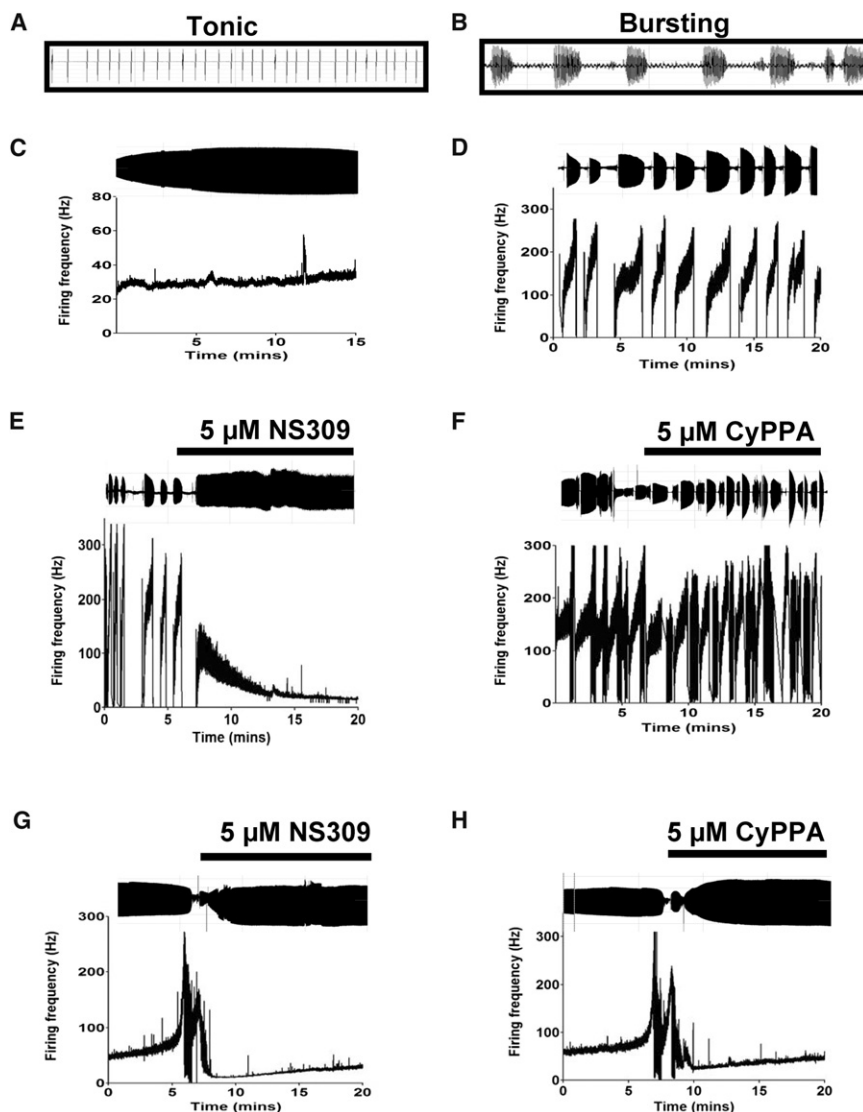 A
Tonic
B
Bursting
C
80
60
40
20
0
Firing frequency (Hz)
5
10
15
Time (mins)
D
300
200
100
0
Firing frequency (Hz)
0
5
10
15
20
Time (mins)
E
5 µM NS309
300
200
100
0
Firing frequency (Hz)
0
5
10
15
20
Time (mins)
F
5 µM CyPPA
300
200
100
0
Firing frequency (Hz)
5
10
15
20
Time (mins)
G
5 µM NS309
300
200
100
0
Firing frequency (Hz)
0
5
10
15
20
Time (mins)
H
5 µM CyPPA
300
200
100
0
Firing frequency (Hz)
0
5
10
15
20
Time (mins)